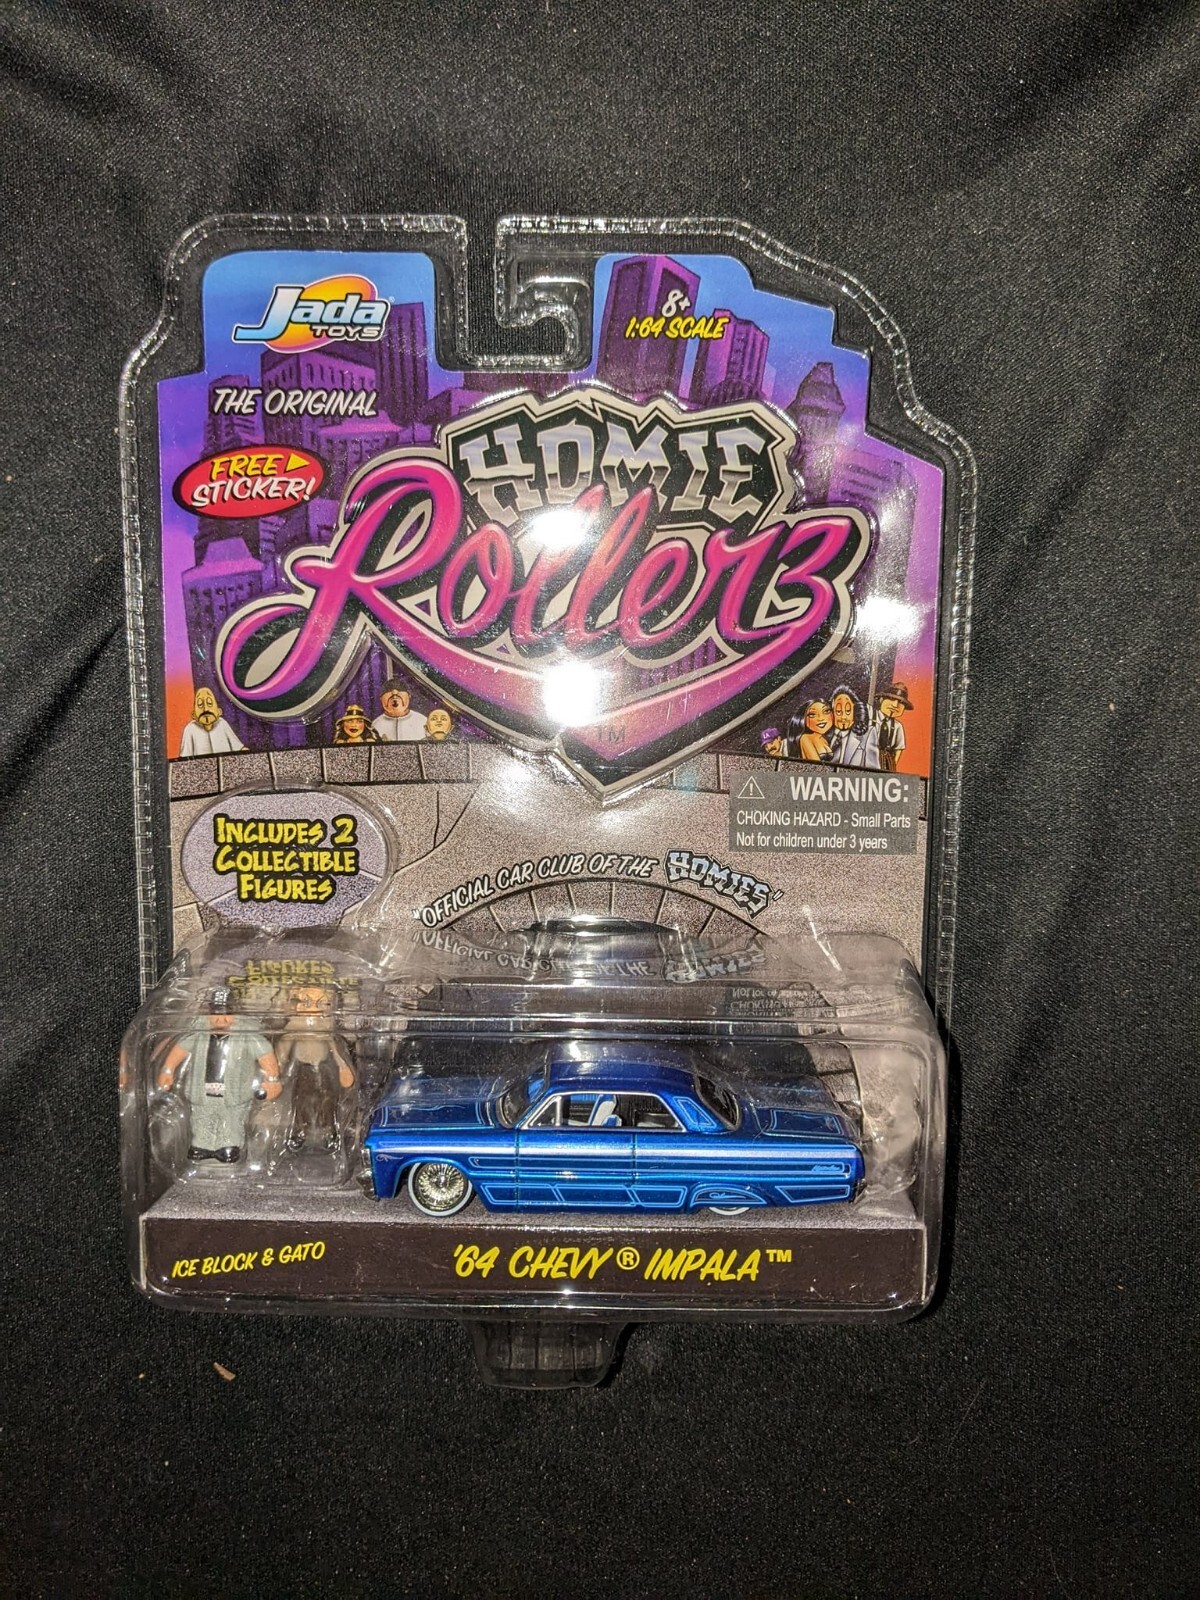 Jada
TOYS
8+
1:64 SCALE
THE ORIGINAL
FREE
STICKER!
HOMIE
Rollerz
TM
WARNING:
CHOKING HAZARD - Small Parts
Not for children under 3 years
INCLUDES 2
COLLECTIBLE
FIGURES
"OFFICIAL CAR CLUB OF THE HOMIES"
ICE BLOCK & GATO
'64 CHEVY® IMPALA™